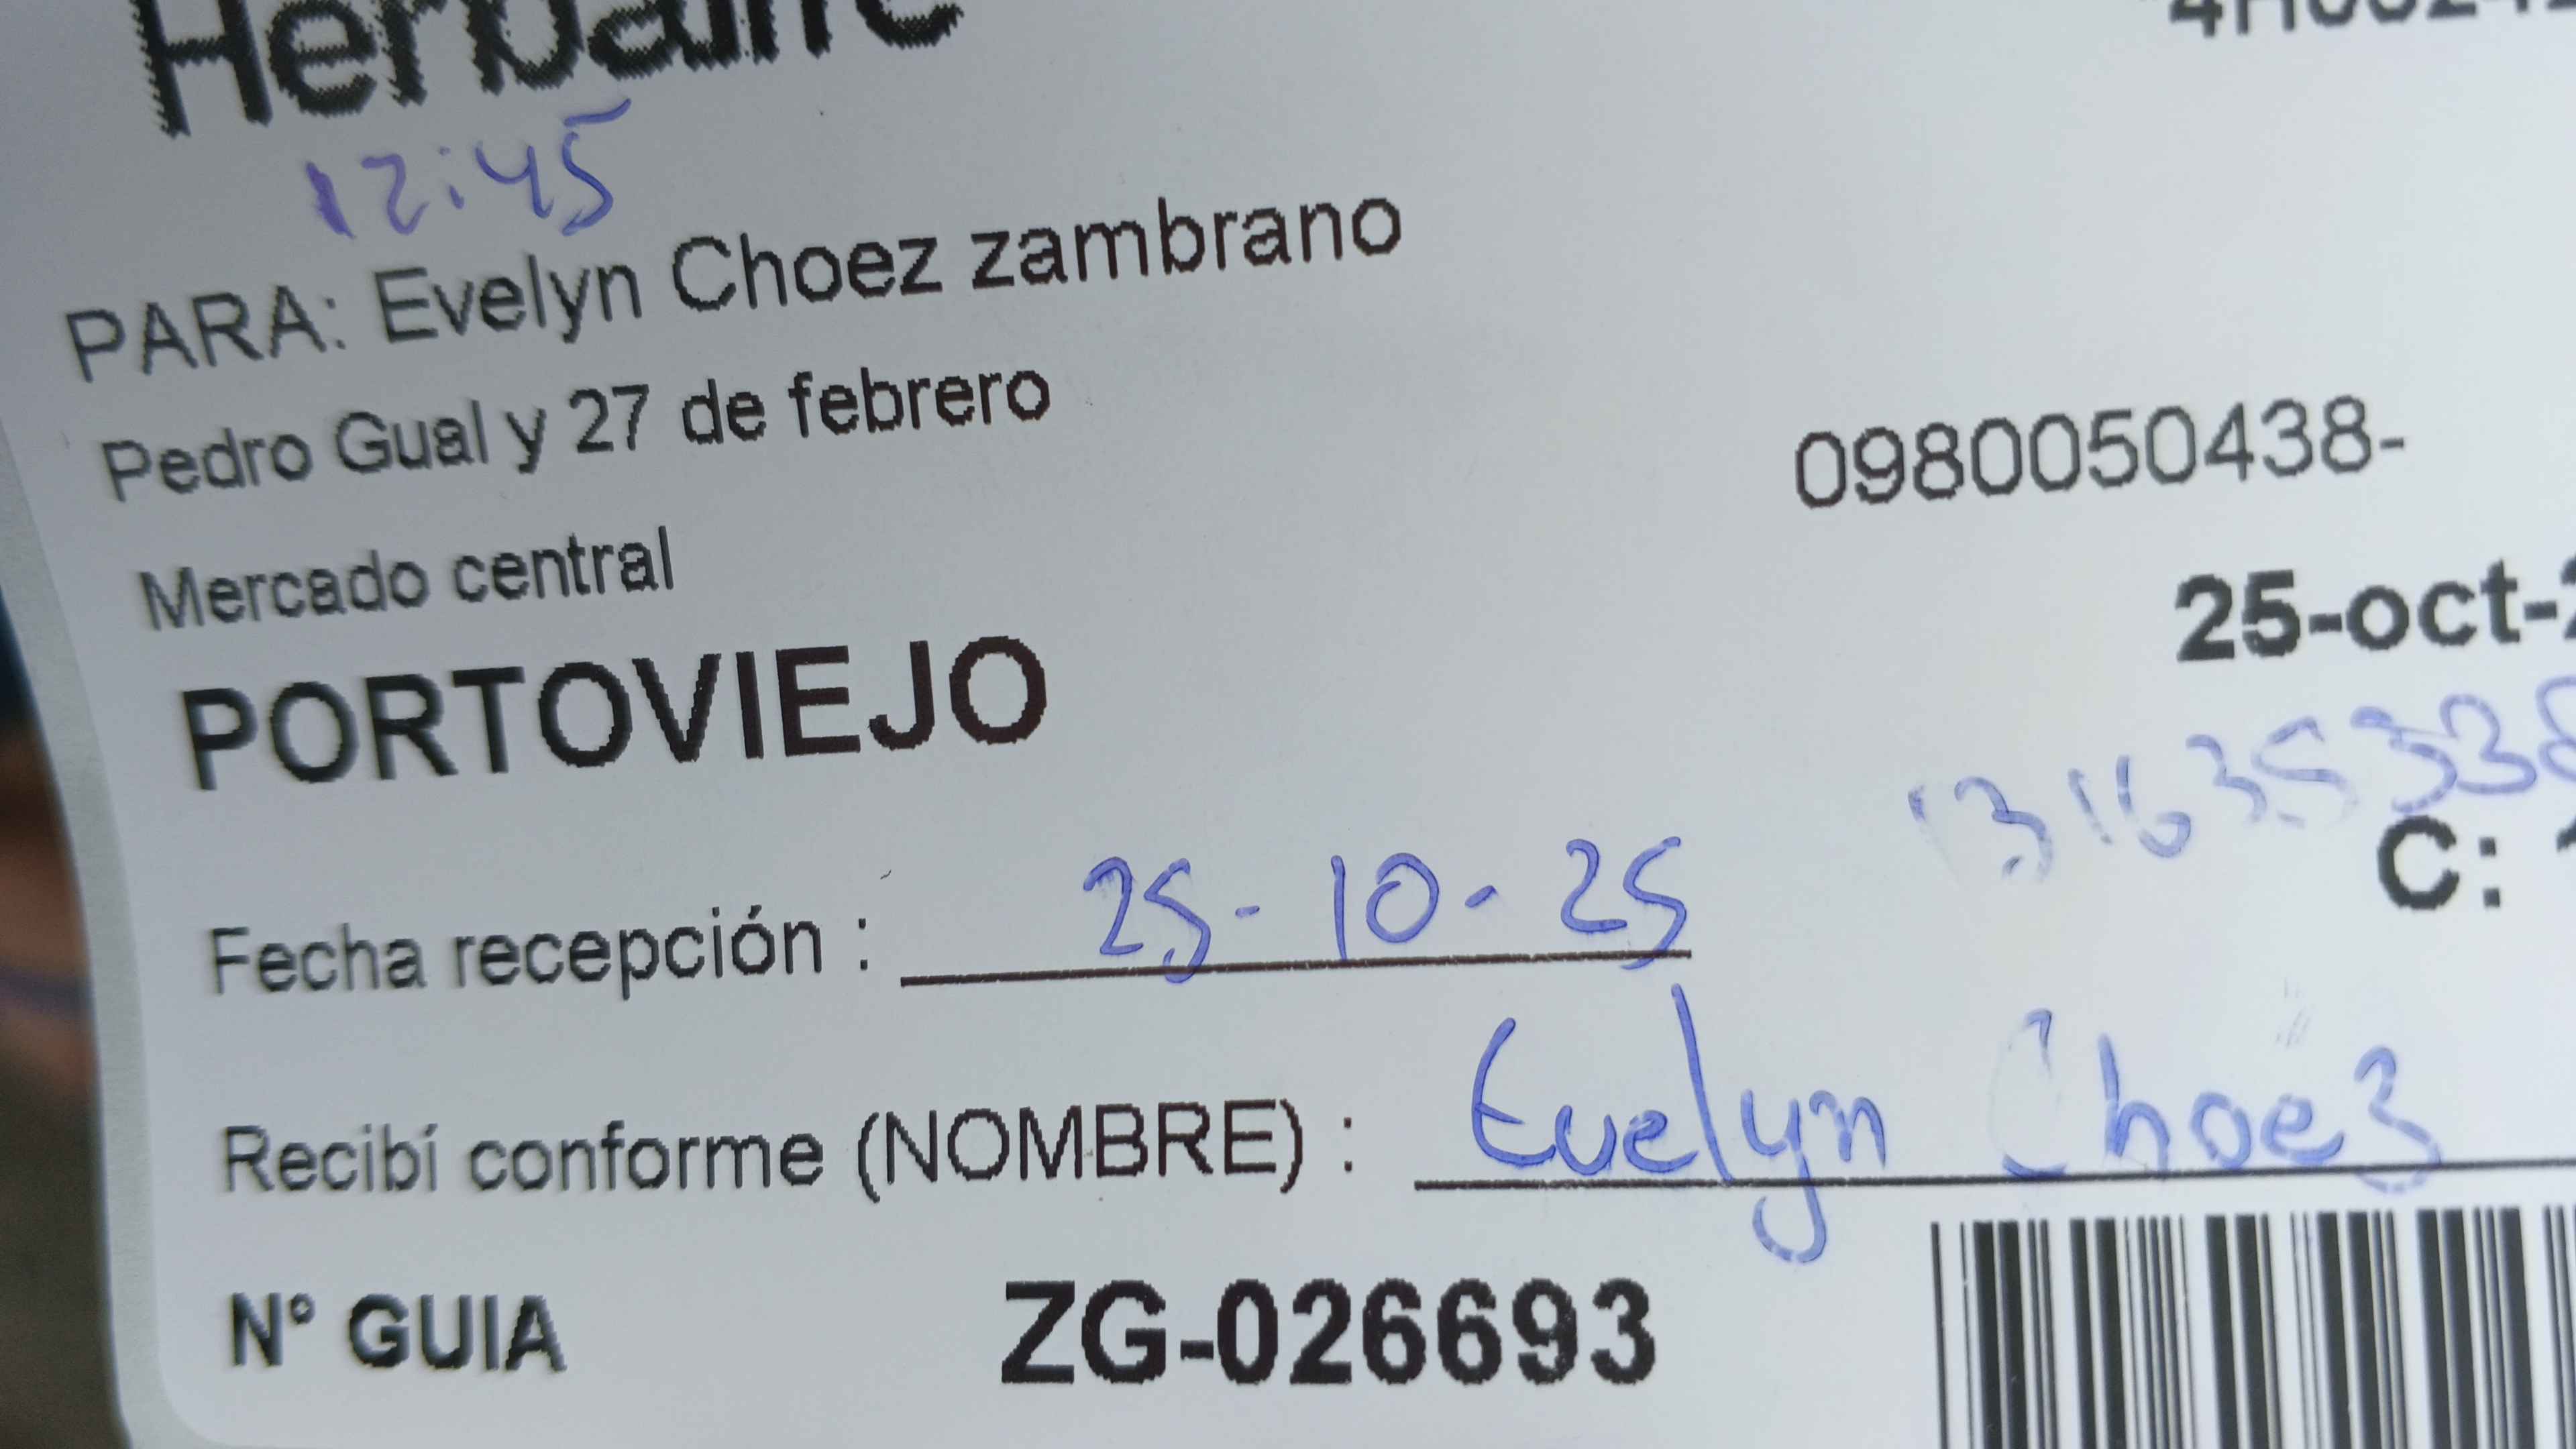 Herbalife
12:45
PARA: Evelyn Choez zambrano
Pedro Gual y 27 de febrero
0980050438-
Mercado central
25-oct-
PORTOVIEJO
C:
Fecha recepción : 25-10-25
Recibí conforme (NOMBRE) : Evelyn Choez
N° GUIA ZG-026693